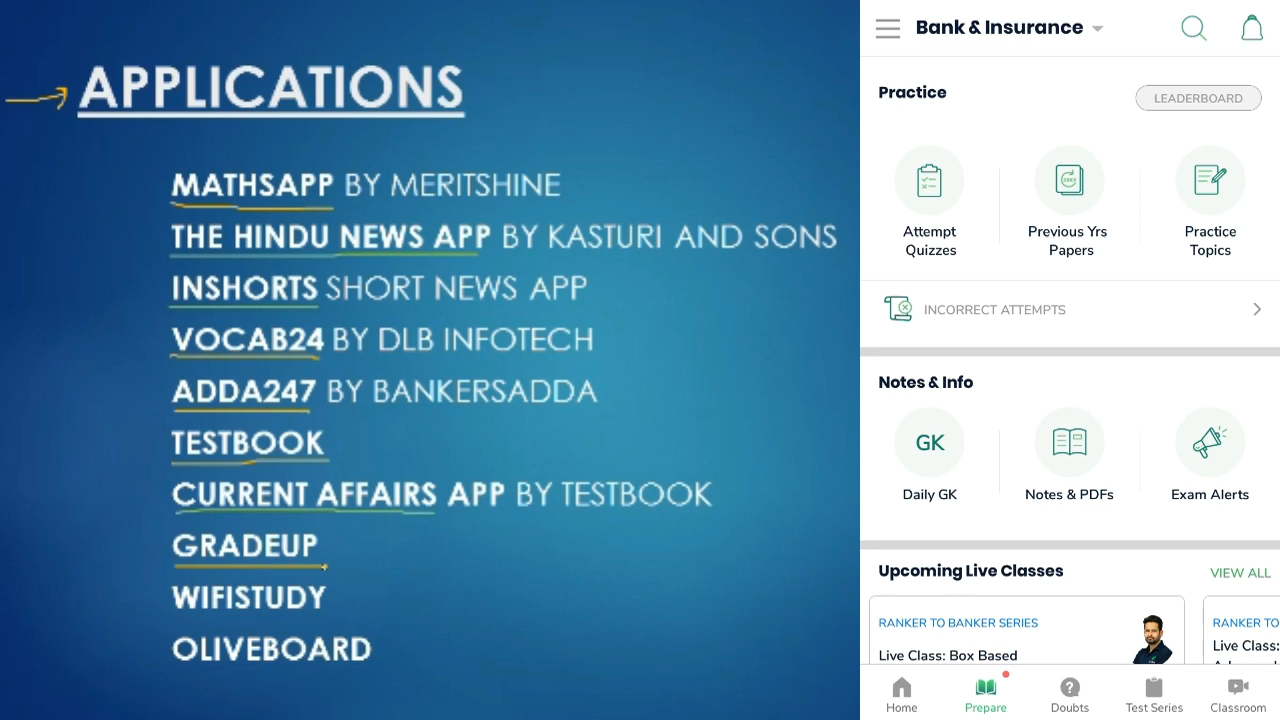 APPLICATIONS
MATHSAPP BY MERITSHINE
THE HINDU NEWS APP BY KASTURI AND SONS
INSHORTS SHORT NEWS APP
VOCAB24 BY DLB INFOTECH
ADDA247 BY BANKERSADDA
TESTBOOK
CURRENT AFFAIRS APP BY TESTBOOK
GRADEUP
WIFISTUDY
OLIVEBOARD
Bank & Insurance
Practice
LEADERBOARD
Attempt Quizzes
Previous Yrs Papers
Practice Topics
INCORRECT ATTEMPTS
Notes & Info
GK
Daily GK
Notes & PDFs
Exam Alerts
Upcoming Live Classes
VIEW ALL
RANKER TO BANKER SERIES
Live Class: Box Based
RANKER TO
Live Class:
Home
Prepare
Doubts
Test Series
Classroom